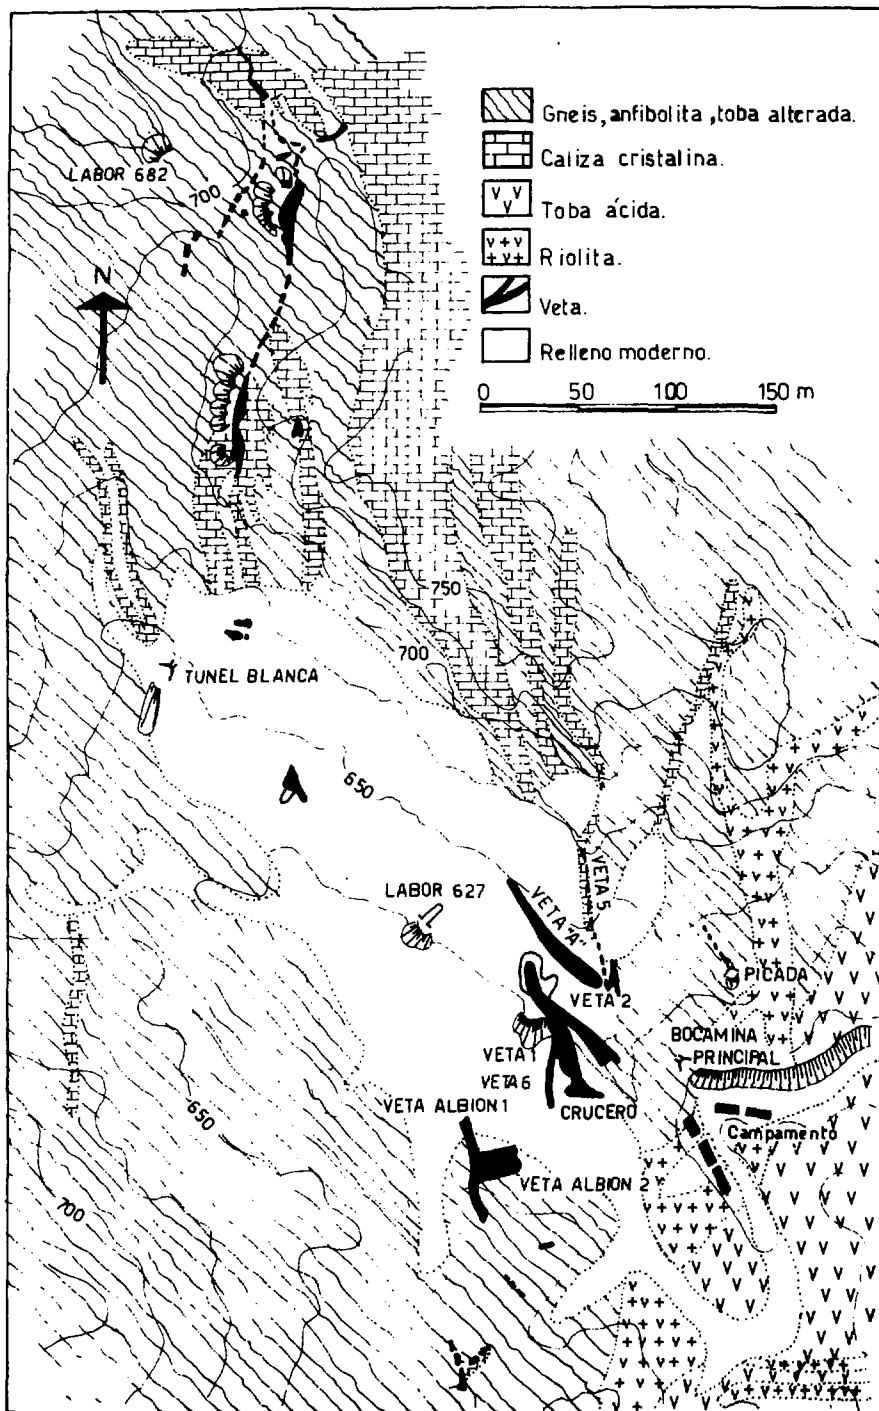 Gneis, anfibolita, toba alterada.
Caliza cristalina.
Toba ácida.
Riolita.
Veta.
Relleno moderno.
0 50 100 150 m
LABOR 682
700
N
750
700
TUNEL BLANCA
650
LABOR 627
VETA "A"
VETA 5
VETA 2
PICADA
BOCAMINA
PRINCIPAL
VETA 1
VETA 6
CRUCERO
VETA ALBION 1
Campamento
650
VETA ALBION 2
700